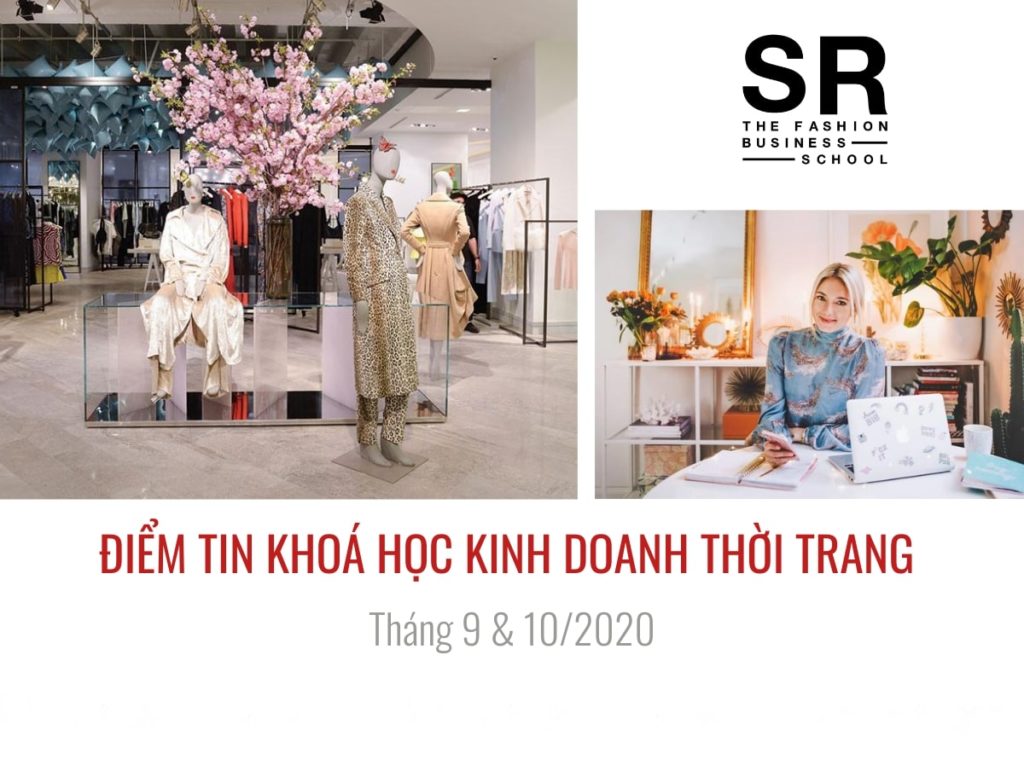 SR
THE FASHION
BUSINESS
SCHOOL
ĐIỂM TIN KHOÁ HỌC KINH DOANH THỜI TRANG
Tháng 9 & 10/2020